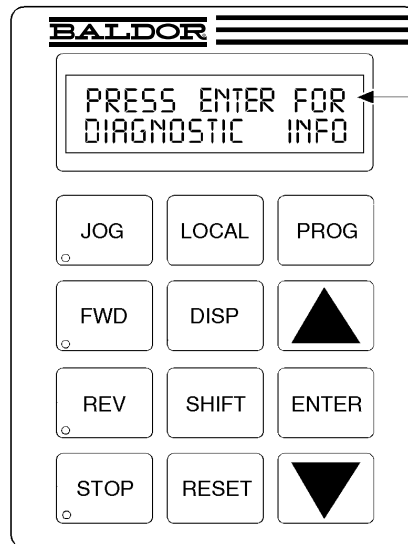 BALDOR
PRESS ENTER FOR
DIAGNOSTIC INFO
JOG LOCAL PROG
FWD DISP
REV SHIFT ENTER
STOP RESET